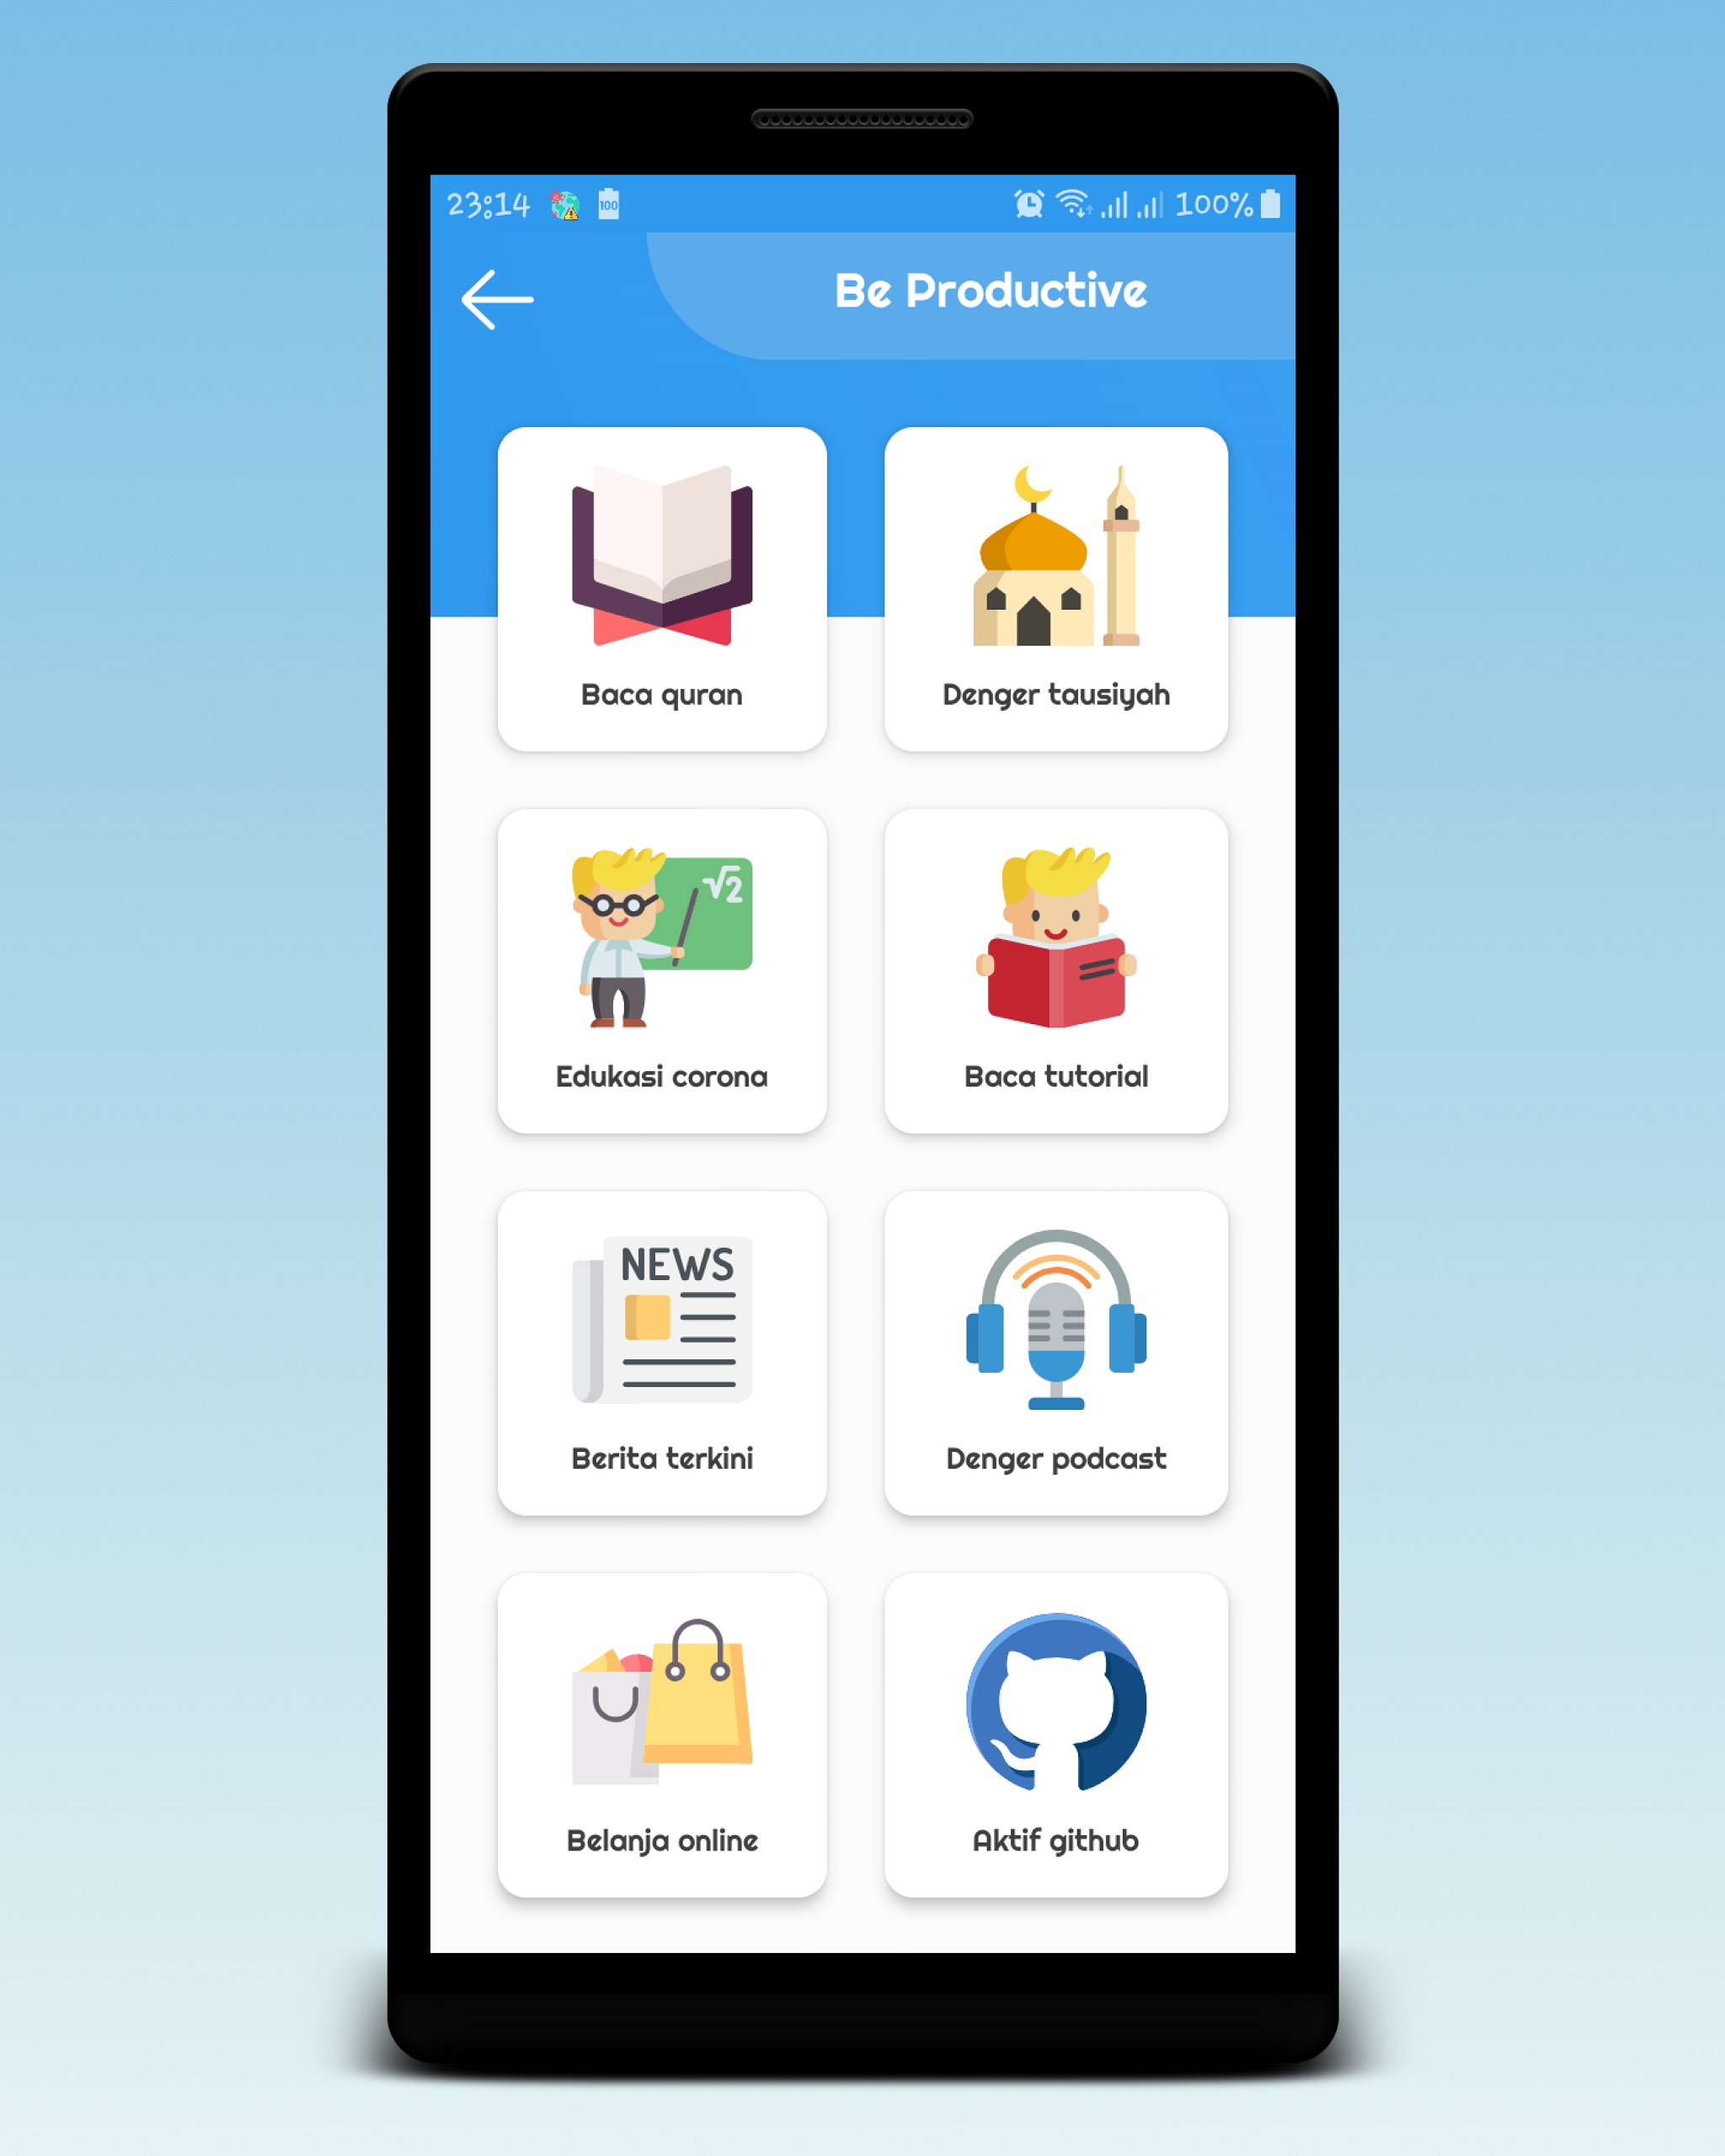 23:14 100 100%
Be Productive
Baca quran
Denger tausiyah
√2
Edukasi corona
Baca tutorial
NEWS
Berita terkini
Denger podcast
Belanja online
Aktif github